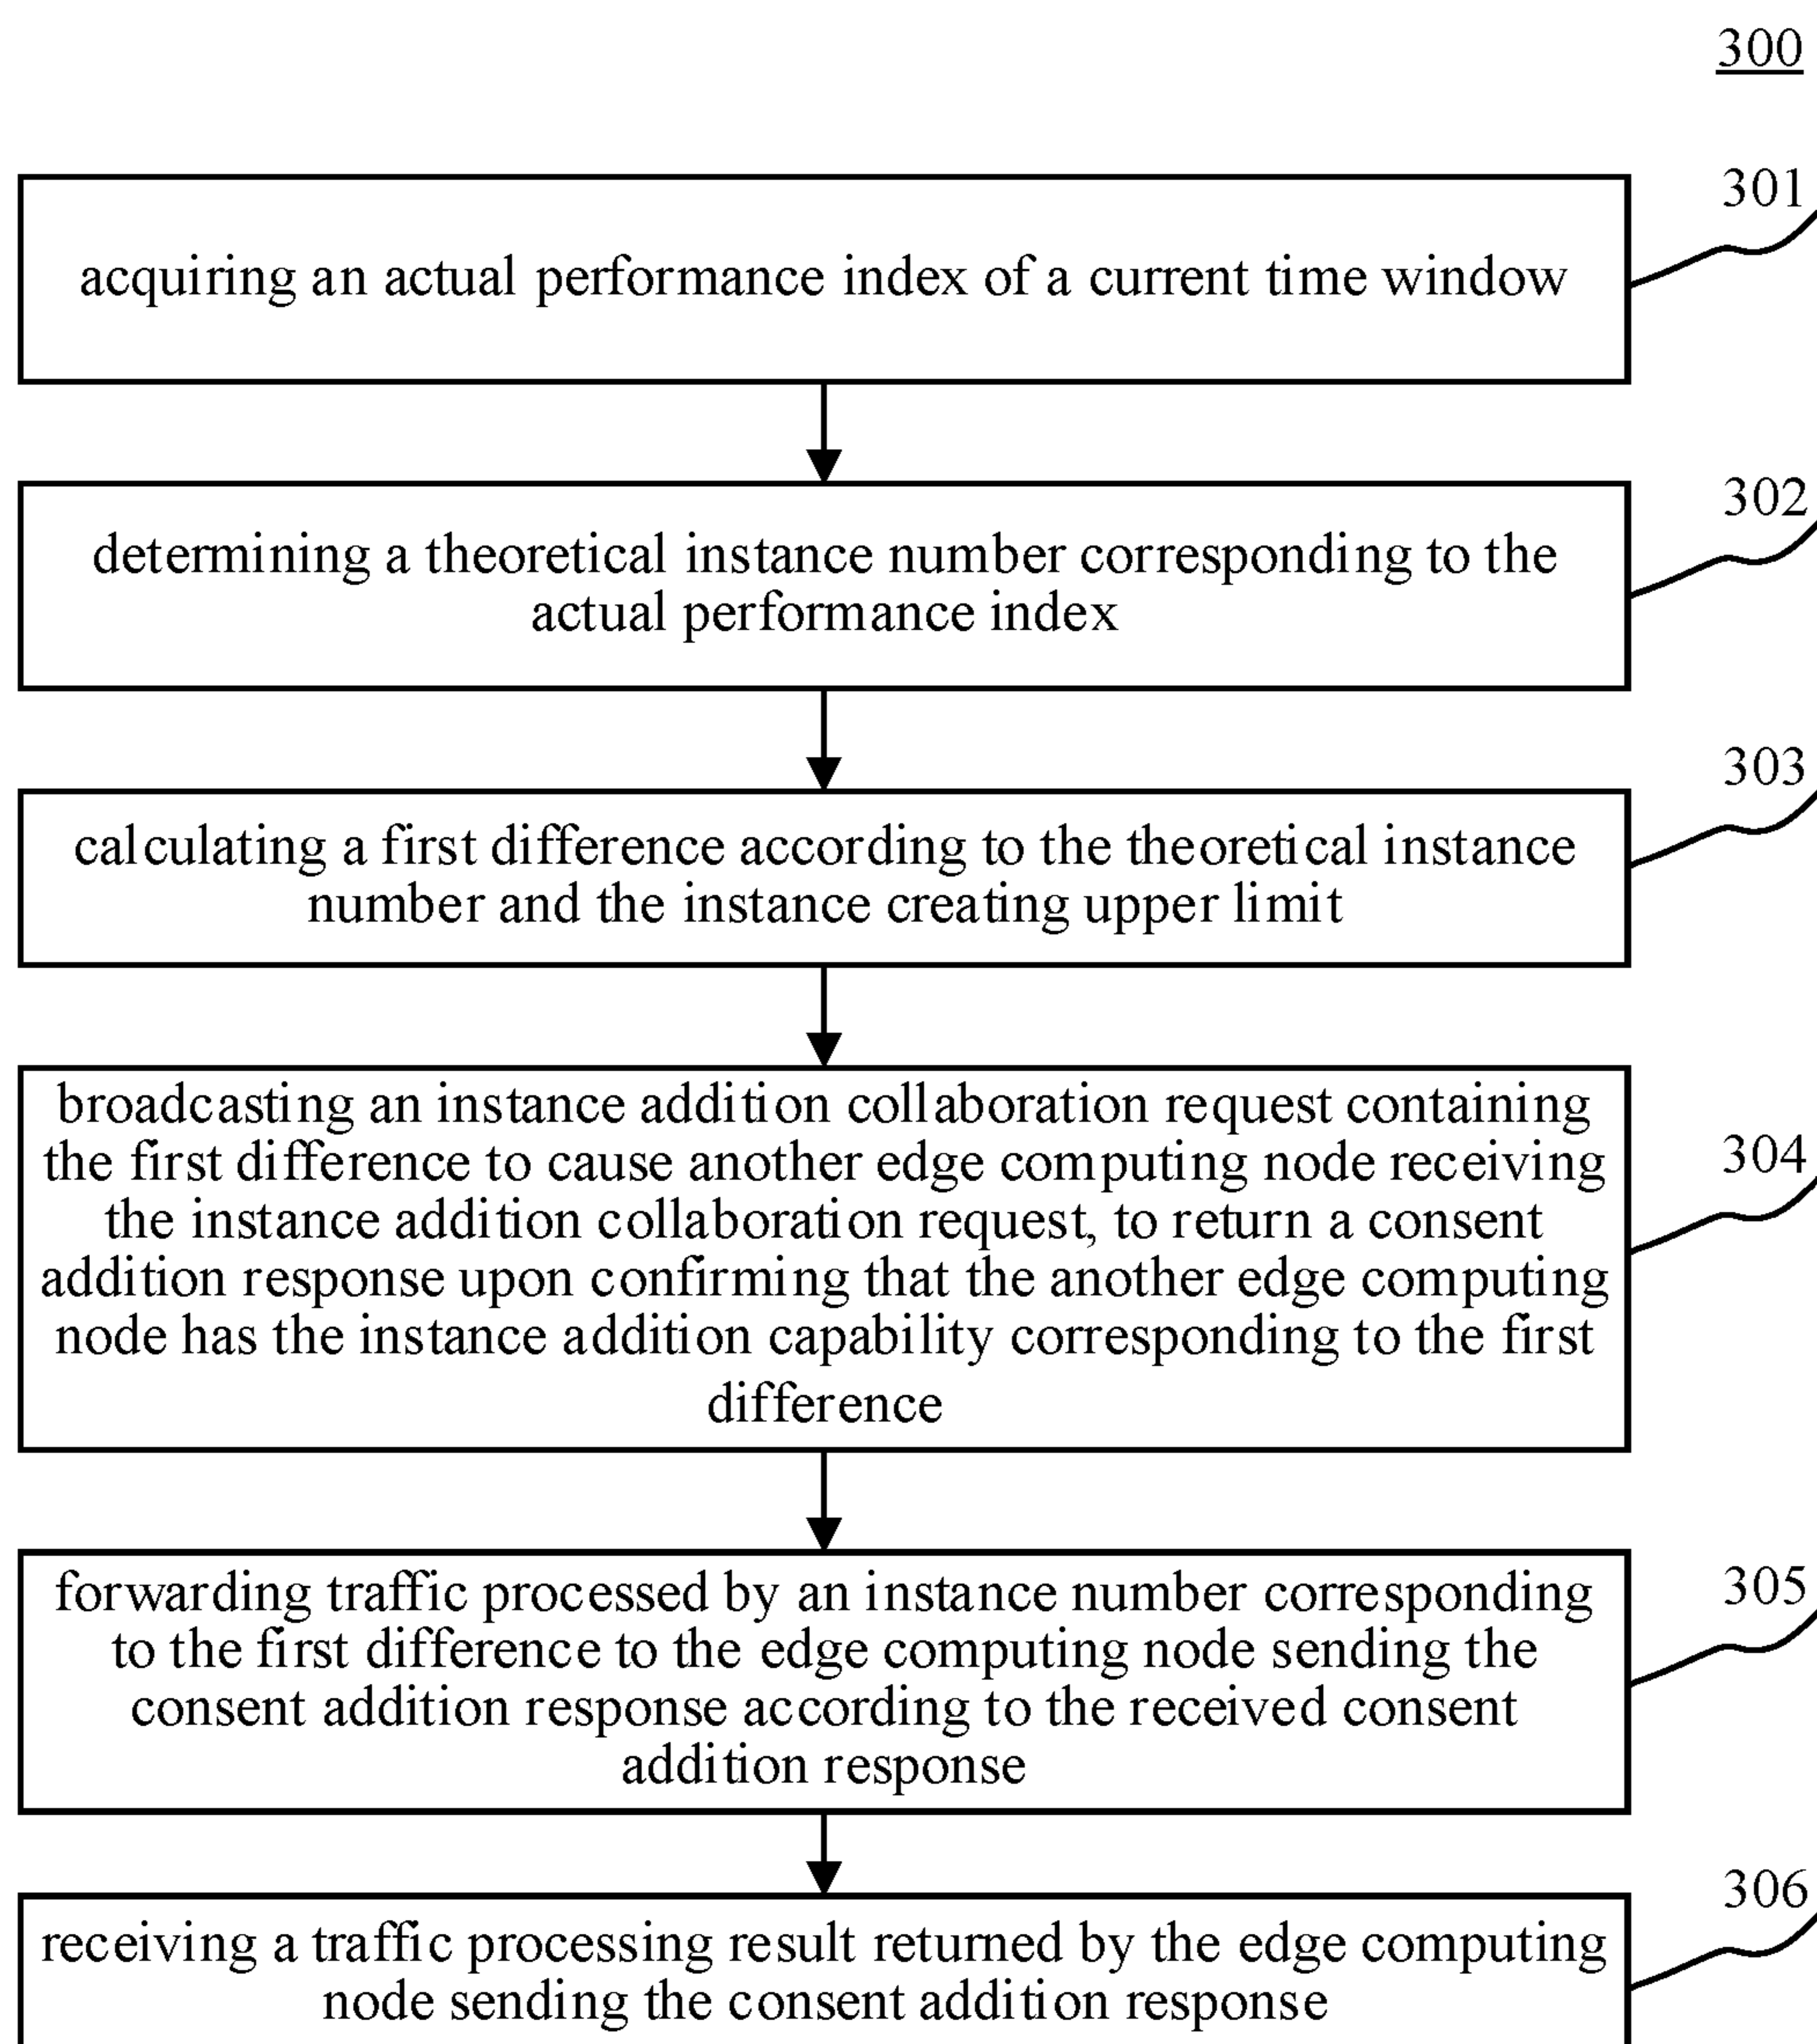 300
301
acquiring an actual performance index of a current time window
302
determining a theoretical instance number corresponding to the
actual performance index
303
calculating a first difference according to the theoretical instance
number and the instance creating upper limit
304
broadcasting an instance addition collaboration request containing
the first difference to cause another edge computing node receiving
the instance addition collaboration request, to return a consent
addition response upon confirming that the another edge computing
node has the instance addition capability corresponding to the first
difference
305
forwarding traffic processed by an instance number corresponding
to the first difference to the edge computing node sending the
consent addition response according to the received consent
addition response
306
receiving a traffic processing result returned by the edge computing
node sending the consent addition response